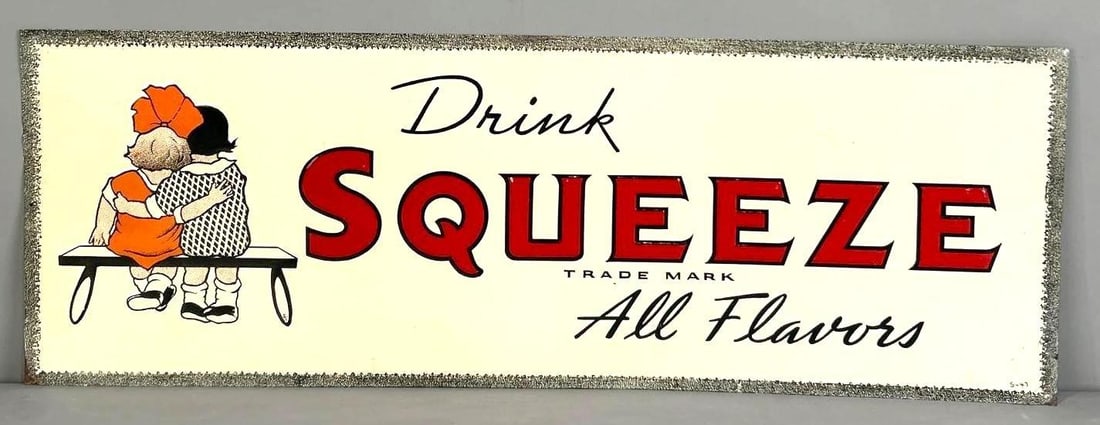 Drink
SQUEEZE
TRADE MARK
All Flavors